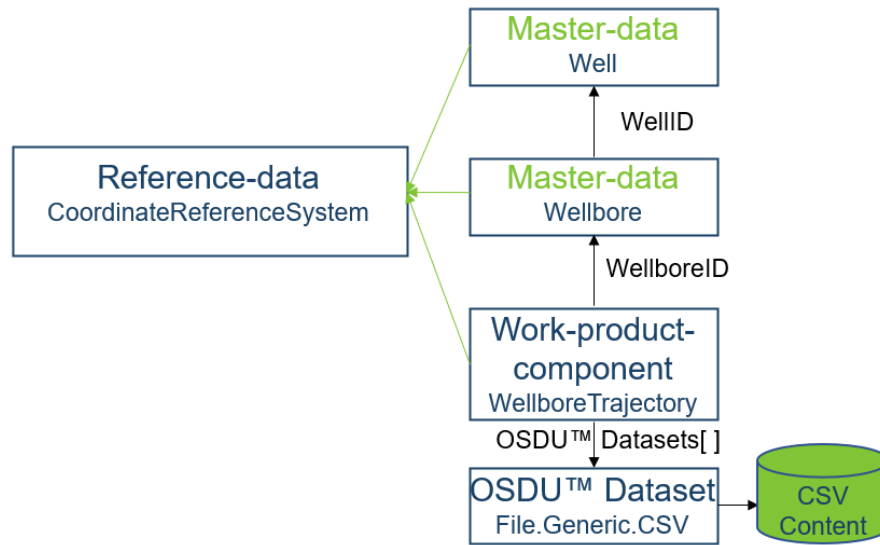 Master-data
Well
WellID
Reference-data
CoordinateReferenceSystem
Master-data
Wellbore
WellboreID
Work-product-
component
WellboreTrajectory
OSDU™ Datasets[ ]
OSDU™ Dataset
File.Generic.CSV
CSV
Content